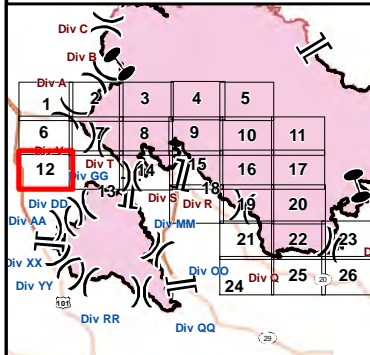 Div C
Div B
Div A
1 2 3 4 5
6 7 8 9 10 11
12 Div T 14 15 16 17
Div GG
13 Div S Div R 18 19 20
Div DD
Div AA
Div MM
21 22 23
Div XX
Div OO
Div Q
24 25 20 26
Div YY
101
Div RR
Div QQ
29